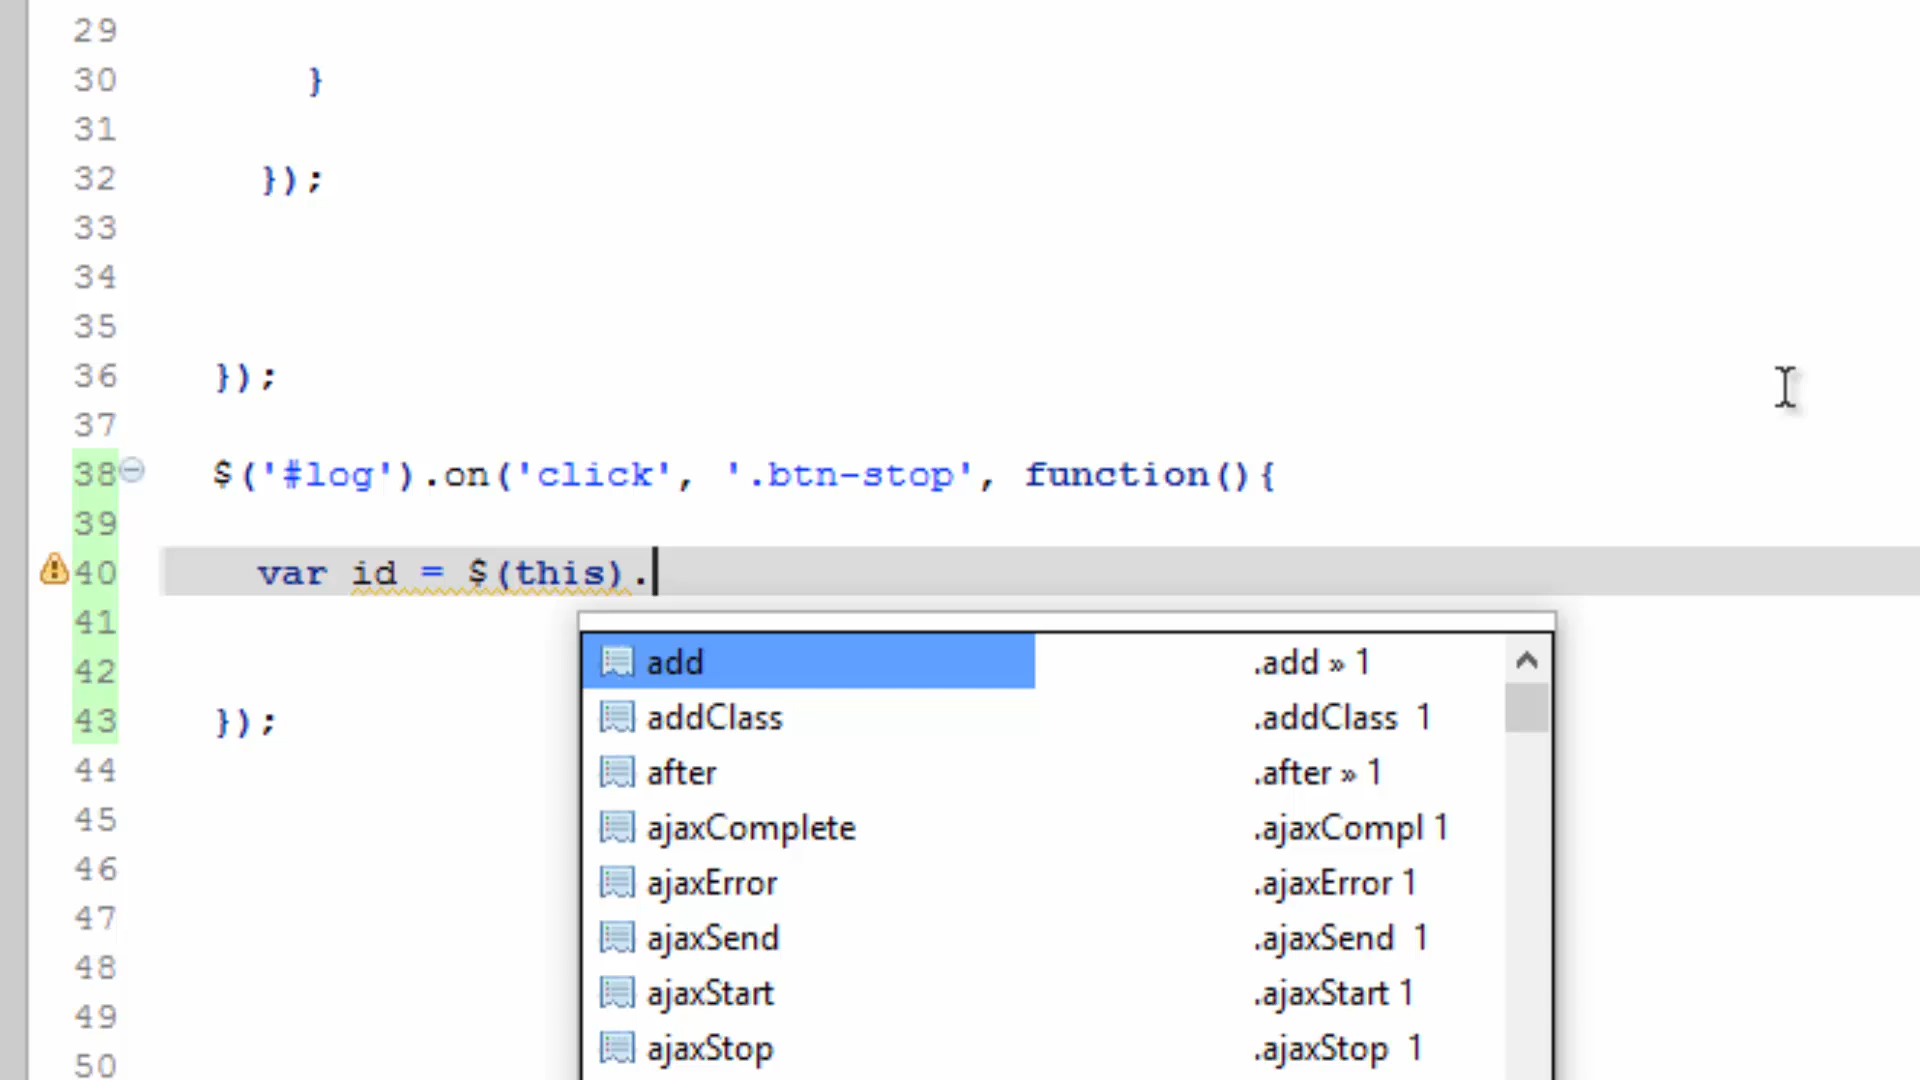 29
30 }
31
32 });
33
34
35
36 });
37
38 $('#log').on('click', '.btn-stop', function(){
39
40 var id = $(this).
41
42
43 });
44
45
46
47
48
49
50
add .add » 1
addClass .addClass 1
after .after » 1
ajaxComplete .ajaxCompl 1
ajaxError .ajaxError 1
ajaxSend .ajaxSend 1
ajaxStart .ajaxStart 1
ajaxStop .ajaxStop 1